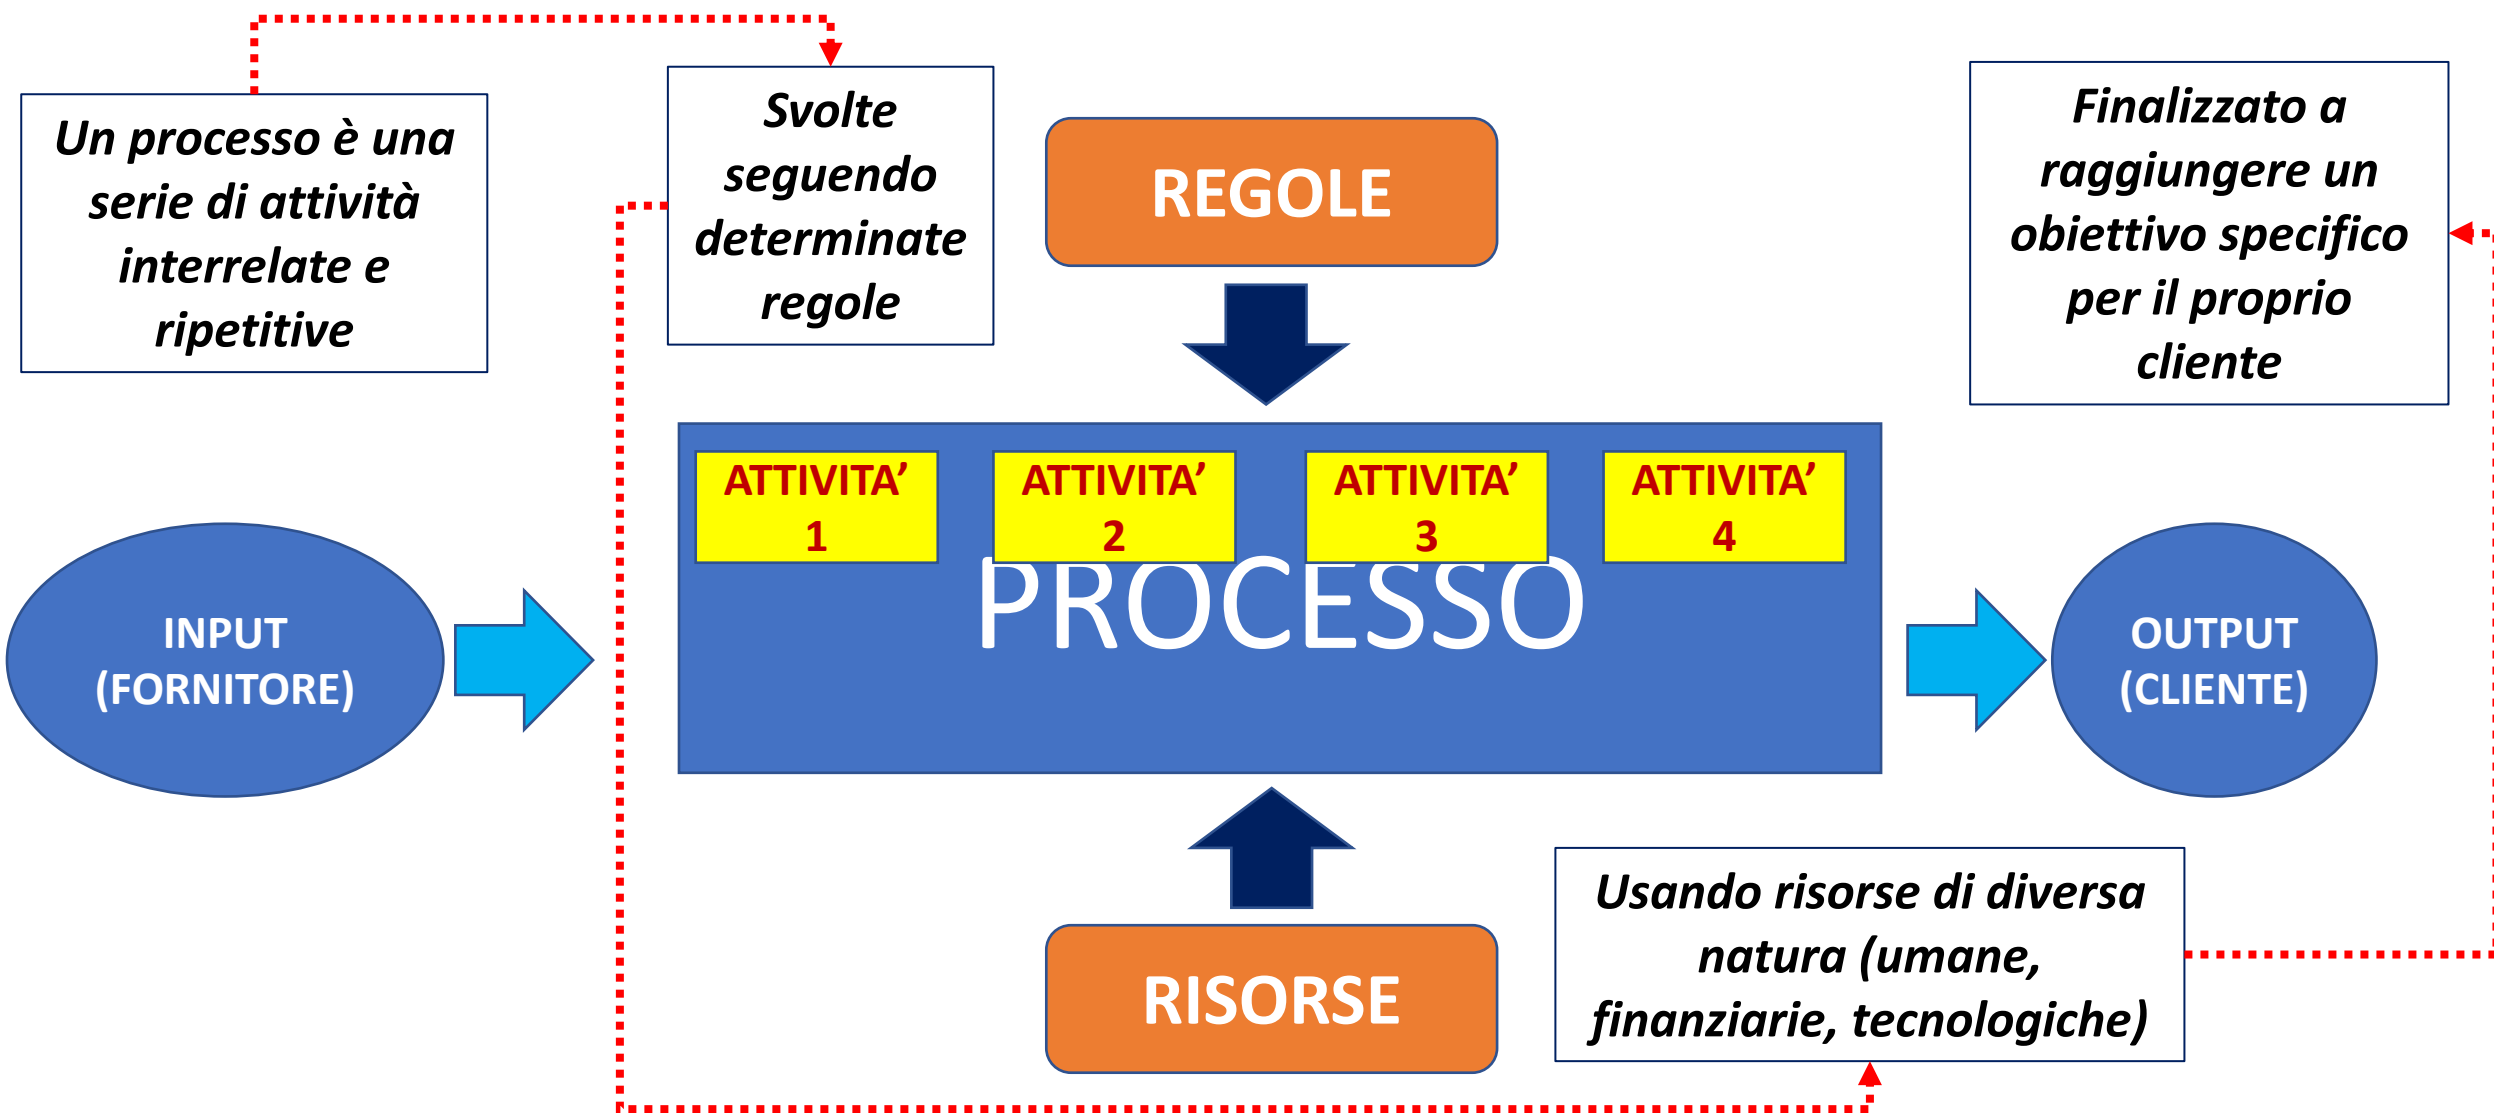 Un processo è una
serie di attività
interrelate e
ripetitive
Svolte
seguendo
determinate
regole
REGOLE
Finalizzato a
raggiungere un
obiettivo specifico
per il proprio
cliente
ATTIVITA’
1
ATTIVITA’
2
ATTIVITA’
3
ATTIVITA’
4
PROCESSO
INPUT
(FORNITORE)
OUTPUT
(CLIENTE)
RISORSE
Usando risorse di diversa
natura (umane,
finanziarie, tecnologiche)